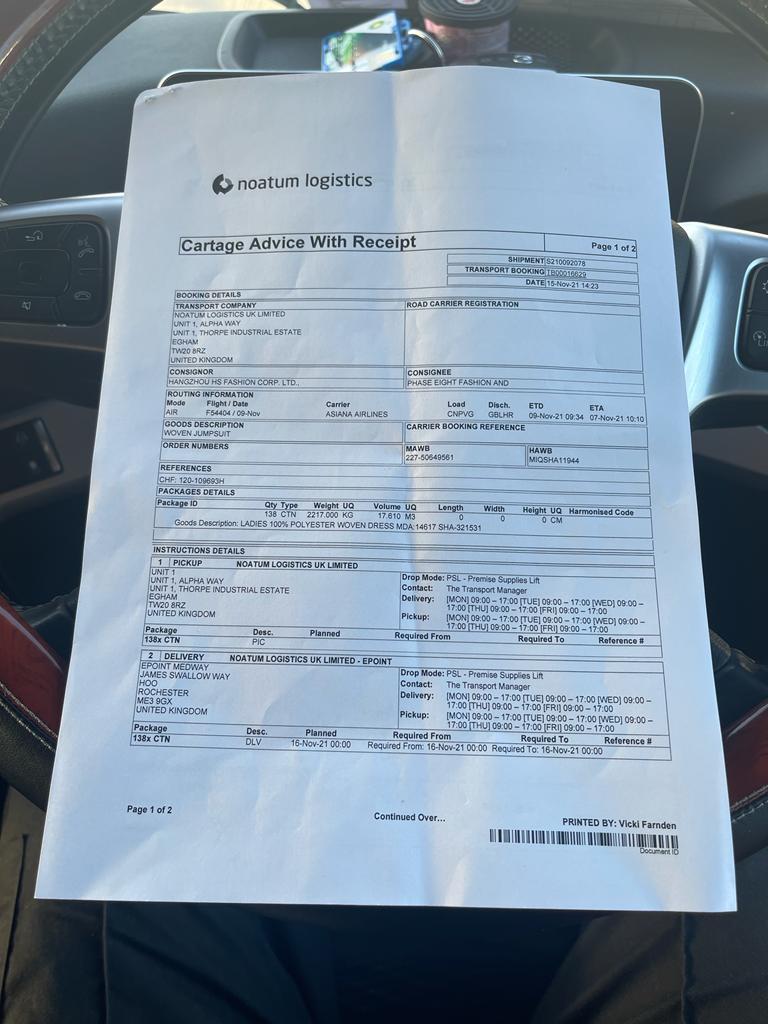 noatum logistics
Cartage Advice With Receipt
Page 1 of 2
SHIPMENT S210092078
TRANSPORT BOOKING TB00016629
DATE 15-Nov-21 14:23
BOOKING DETAILS
TRANSPORT COMPANY ROAD CARRIER REGISTRATION
NOATUM LOGISTICS UK LIMITED
UNIT 1, ALPHA WAY
UNIT 1, THORPE INDUSTRIAL ESTATE
EGHAM
TW20 8RZ
UNITED KINGDOM
CONSIGNOR CONSIGNEE
HANGZHOU HS FASHION CORP. LTD., PHASE EIGHT FASHION AND
ROUTING INFORMATION
Mode Flight / Date Carrier Load Disch. ETD ETA
AIR F54404 / 09-Nov ASIANA AIRLINES CNPVG GBLHR 09-Nov-21 09:34 07-Nov-21 10:10
GOODS DESCRIPTION CARRIER BOOKING REFERENCE
WOVEN JUMPSUIT
ORDER NUMBERS MAWB HAWB
227-50649561 MIQSHA11944
REFERENCES
CHF: 120-109693H
PACKAGES DETAILS
Package ID Qty Type Weight UQ Volume UQ Length Width Height UQ Harmonised Code
138 CTN 2217.000 KG 17.610 M3 0 0 0 CM
Goods Description: LADIES 100% POLYESTER WOVEN DRESS MDA:14617 SHA-321531
INSTRUCTIONS DETAILS
1 PICKUP NOATUM LOGISTICS UK LIMITED
UNIT 1
UNIT 1, ALPHA WAY
UNIT 1, THORPE INDUSTRIAL ESTATE
EGHAM
TW20 8RZ
UNITED KINGDOM
Drop Mode: PSL - Premise Supplies Lift
Contact: The Transport Manager
Delivery: [MON] 09:00 – 17:00 [TUE] 09:00 – 17:00 [WED] 09:00 –
17:00 [THU] 09:00 – 17:00 [FRI] 09:00 – 17:00
Pickup: [MON] 09:00 – 17:00 [TUE] 09:00 – 17:00 [WED] 09:00 –
17:00 [THU] 09:00 – 17:00 [FRI] 09:00 – 17:00
Package Desc. Planned Required From Required To Reference #
138x CTN PIC
2 DELIVERY NOATUM LOGISTICS UK LIMITED - EPOINT
EPOINT MEDWAY
JAMES SWALLOW WAY
HOO
ROCHESTER
ME3 9GX
UNITED KINGDOM
Drop Mode: PSL - Premise Supplies Lift
Contact: The Transport Manager
Delivery: [MON] 09:00 – 17:00 [TUE] 09:00 – 17:00 [WED] 09:00 –
17:00 [THU] 09:00 – 17:00 [FRI] 09:00 – 17:00
Pickup: [MON] 09:00 – 17:00 [TUE] 09:00 – 17:00 [WED] 09:00 –
17:00 [THU] 09:00 – 17:00 [FRI] 09:00 – 17:00
Package Desc. Planned Required From Required To Reference #
138x CTN DLV 16-Nov-21 00:00 Required From: 16-Nov-21 00:00 Required To: 16-Nov-21 00:00
Page 1 of 2
Continued Over...
PRINTED BY: Vicki Farnden
Document ID